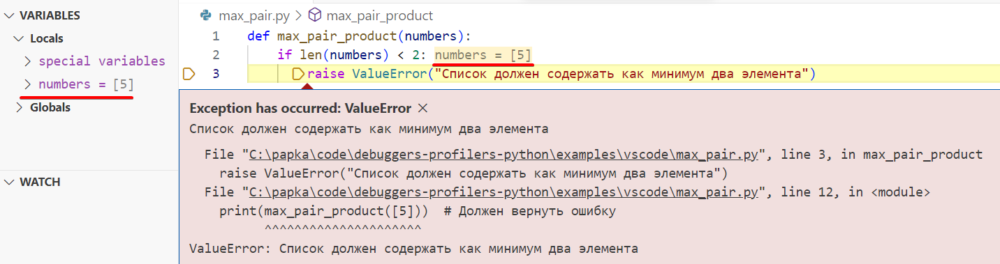 VARIABLES
Locals
special variables
numbers = [5]
Globals
WATCH
max_pair.py > max_pair_product
1 def max_pair_product(numbers):
2 if len(numbers) < 2: numbers = [5]
3 raise ValueError("Список должен содержать как минимум два элемента")
Exception has occurred: ValueError ×
Список должен содержать как минимум два элемента
File "C:\papka\code\debuggers-profilers-python\examples\vscode\max_pair.py", line 3, in max_pair_product
raise ValueError("Список должен содержать как минимум два элемента")
File "C:\papka\code\debuggers-profilers-python\examples\vscode\max_pair.py", line 12, in <module>
print(max_pair_product([5])) # Должен вернуть ошибку
^^^^^^^^^^^^^^^^^^^^^
ValueError: Список должен содержать как минимум два элемента